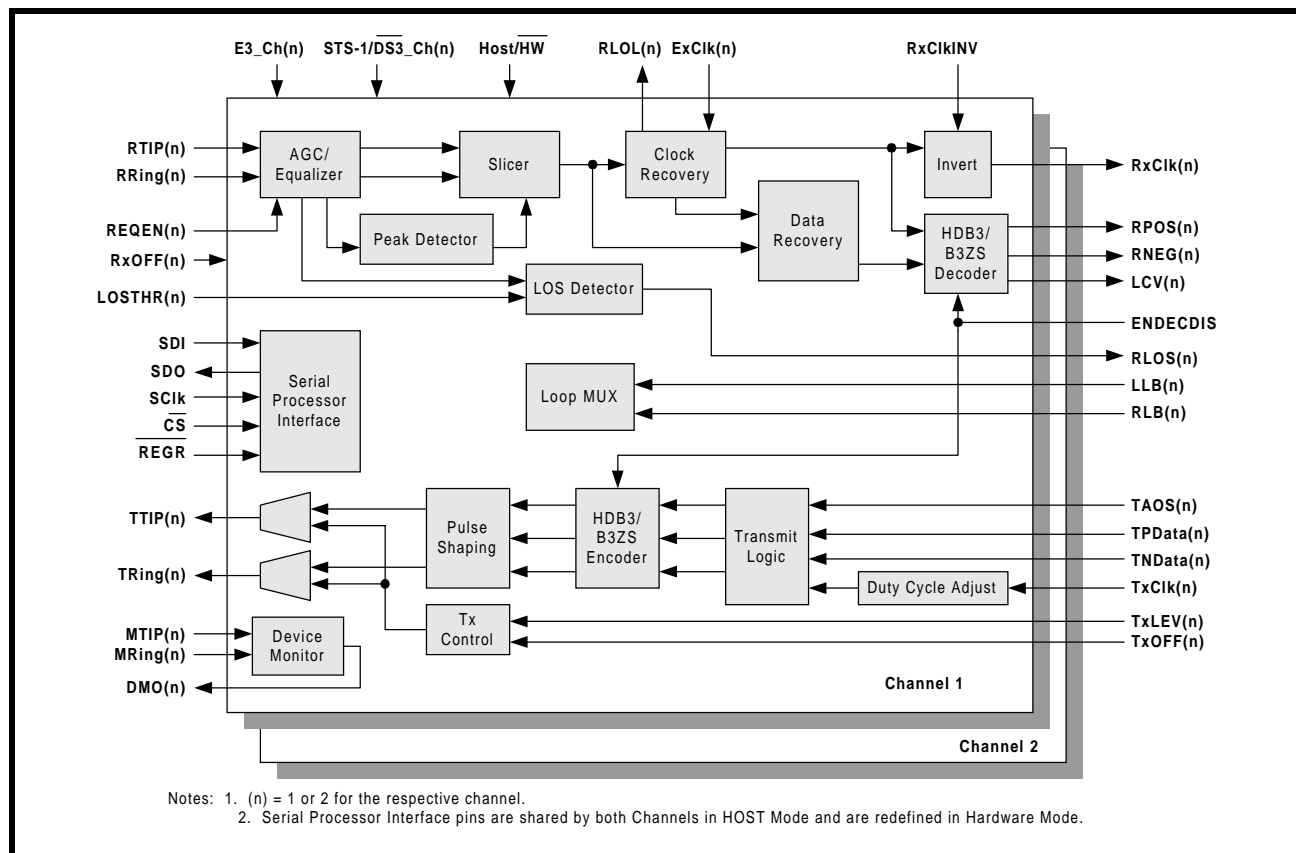 E3_Ch(n)
STS-1/DS3_Ch(n)
Host/HW
RLOL(n)
ExClk(n)
RxClkINV
RTIP(n)
RRing(n)
REQEN(n)
RxOFF(n)
LOSTHR(n)
AGC/
Equalizer
Slicer
Peak Detector
LOS Detector
Clock
Recovery
Data
Recovery
Invert
HDB3/
B3ZS
Decoder
RxClk(n)
RPOS(n)
RNEG(n)
LCV(n)
ENDECDIS
RLOS(n)
LLB(n)
RLB(n)
SDI
SDO
SClk
CS
REGR
Serial
Processor
Interface
Loop MUX
TTIP(n)
TRing(n)
Pulse
Shaping
HDB3/
B3ZS
Encoder
Transmit
Logic
Duty Cycle Adjust
TAOS(n)
TPData(n)
TNData(n)
TxClk(n)
TxLEV(n)
TxOFF(n)
Tx
Control
MTIP(n)
MRing(n)
DMO(n)
Device
Monitor
Channel 1
Channel 2
Notes: 1. (n) = 1 or 2 for the respective channel.
2. Serial Processor Interface pins are shared by both Channels in HOST Mode and are redefined in Hardware Mode.